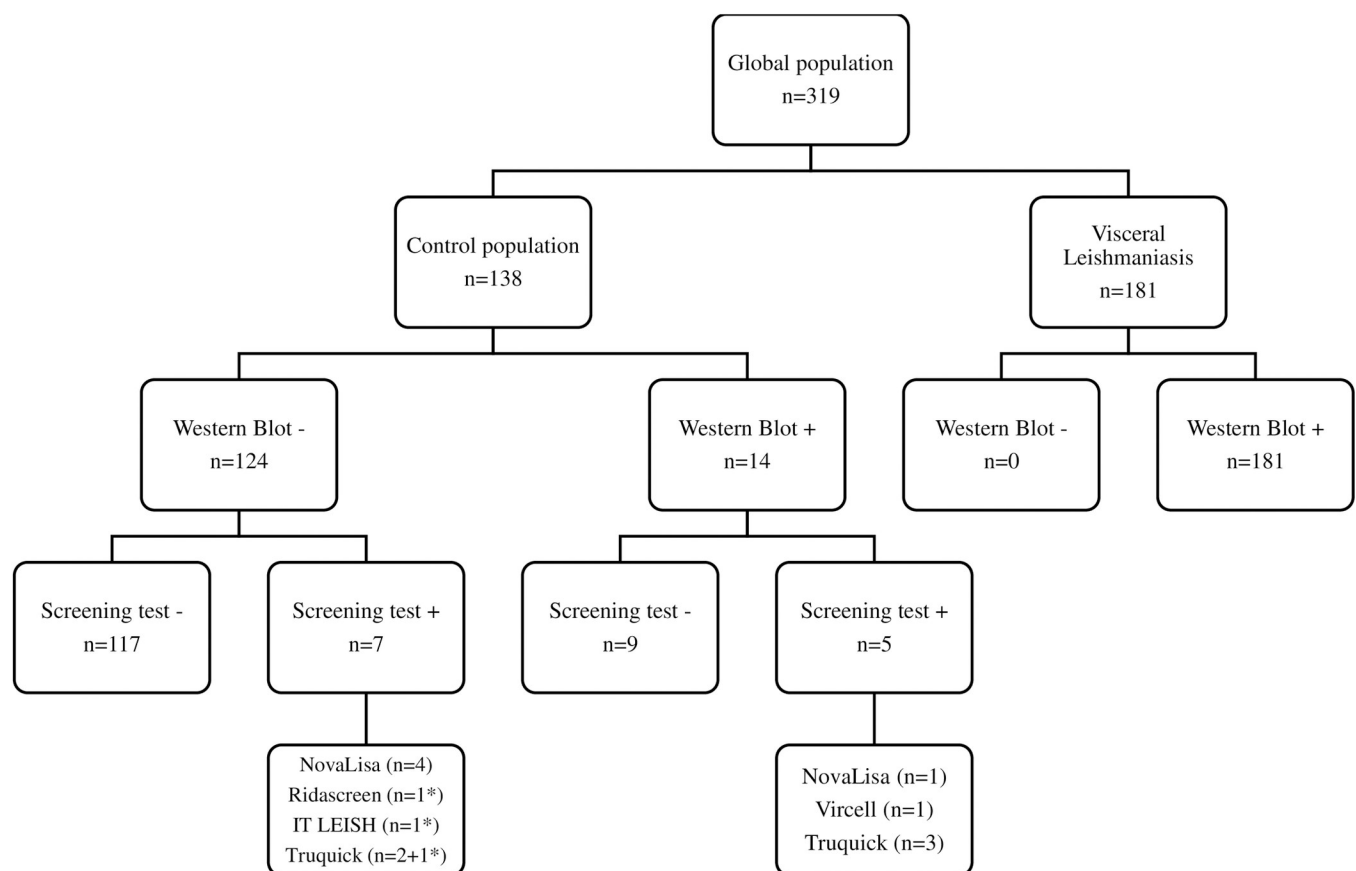 Global population
n=319
Control population
n=138
Visceral
Leishmaniasis
n=181
Western Blot -
n=124
Western Blot +
n=14
Western Blot -
n=0
Western Blot +
n=181
Screening test -
n=117
Screening test +
n=7
Screening test -
n=9
Screening test +
n=5
NovaLisa (n=4)
Ridascreen (n=1*)
IT LEISH (n=1*)
Truquick (n=2+1*)
NovaLisa (n=1)
Vircell (n=1)
Truquick (n=3)